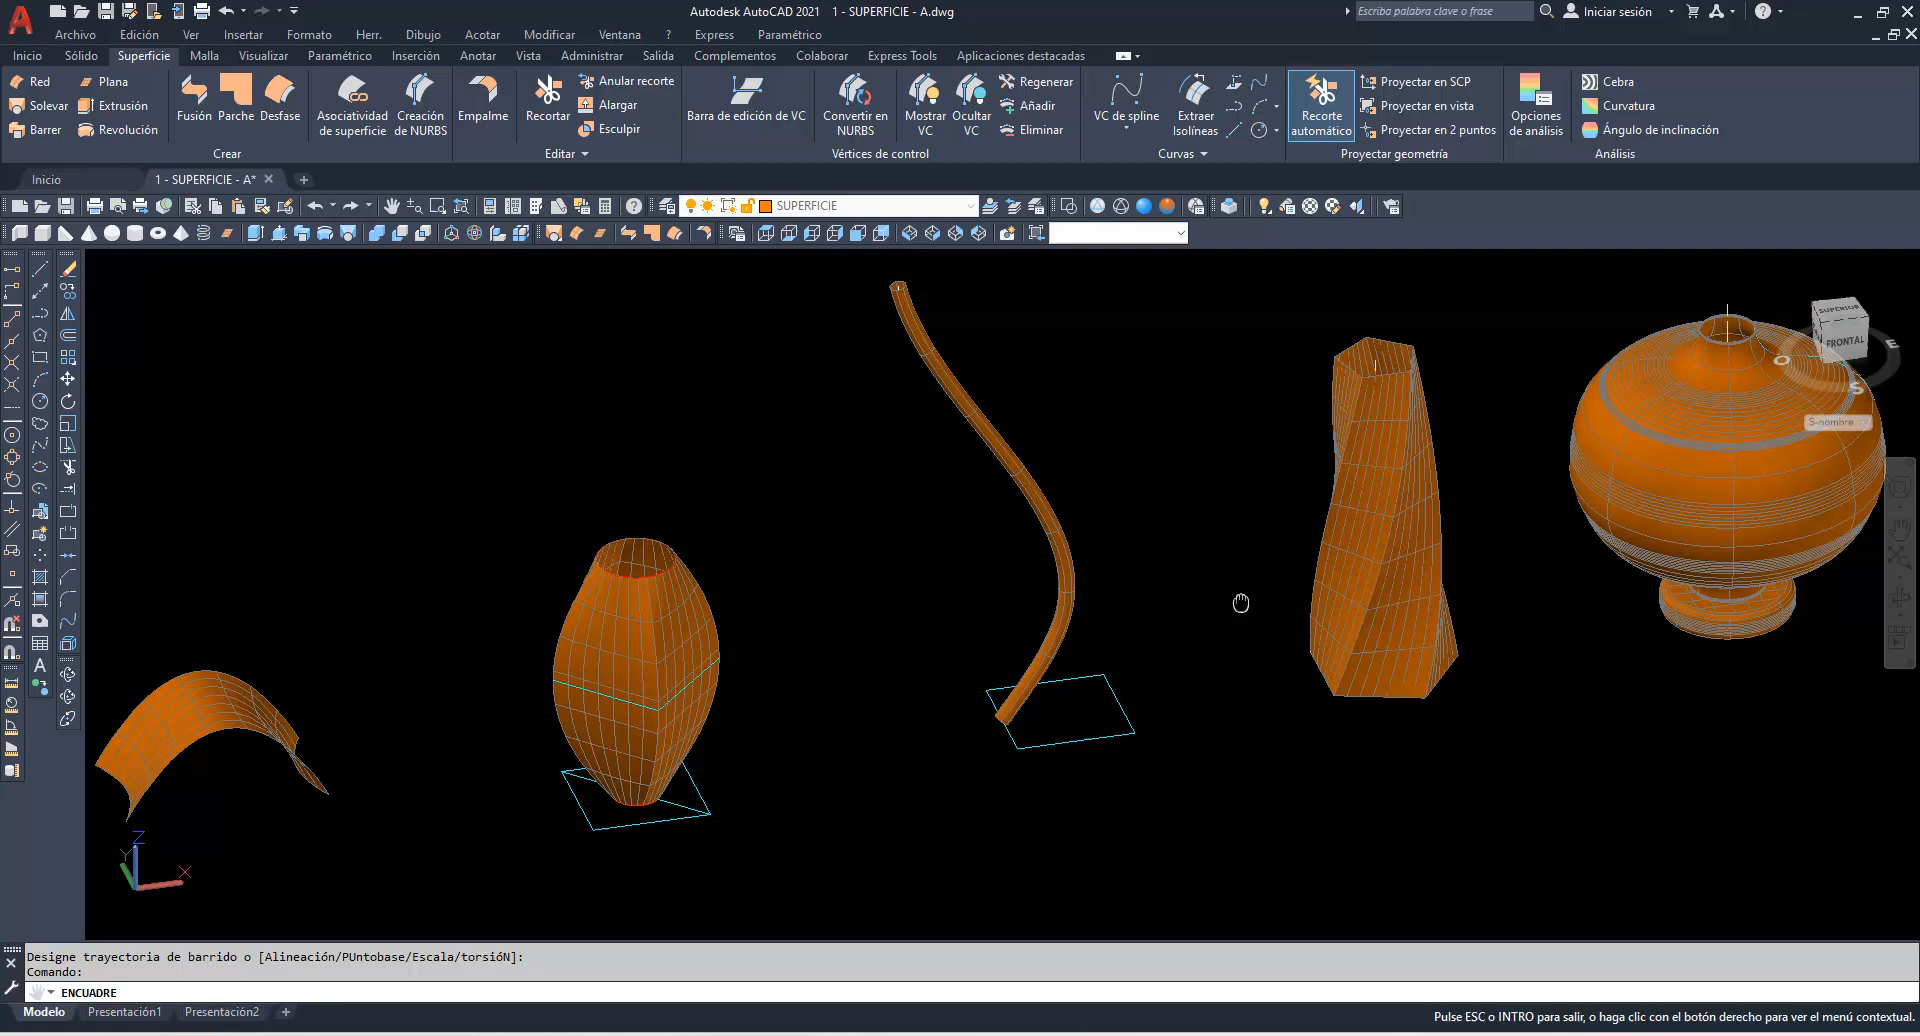 Autodesk AutoCAD 2021 1 - SUPERFICIE - A.dwg
Escriba palabra clave o frase
Iniciar sesión
Archivo Edición Ver Insertar Formato Herr. Dibujo Acotar Modificar Ventana ? Express Paramétrico
Inicio Sólido Superficie Malla Visualizar Paramétrico Inserción Anotar Vista Administrar Salida Complementos Colaborar Express Tools Aplicaciones destacadas
Red Plana
Solevar Extrusión
Barrer Revolución
Fusión Parche Desfase
Asociatividad de superficie
Creación de NURBS
Crear
Empalme
Recortar
Anular recorte
Alargar
Esculpir
Editar
Barra de edición de VC
Convertir en NURBS
Mostrar VC
Ocultar VC
Regenerar
Añadir
Eliminar
Vértices de control
VC de spline
Extraer Isolíneas
Curvas
Recorte automático
Proyectar en SCP
Proyectar en vista
Proyectar en 2 puntos
Proyectar geometría
Opciones de análisis
Cebra
Curvatura
Ángulo de inclinación
Análisis
Inicio
1 - SUPERFICIE - A*
SUPERFICIE
SUPERIOR
FRONTAL
O
E
S
S-nombre
Z
Y
X
A
Designe trayectoria de barrido o [Alineación/PUntobase/Escala/torsióN]:
Comando:
ENCUADRE
Modelo Presentación1 Presentación2 +
Pulse ESC o INTRO para salir, o haga clic con el botón derecho para ver el menú contextual.